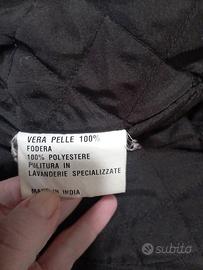 VERA PELLE 100%
FODERA
100% POLYESTERE
PULITURA IN
LAVANDERIE SPECIALIZZATE
MADE IN INDIA
subito